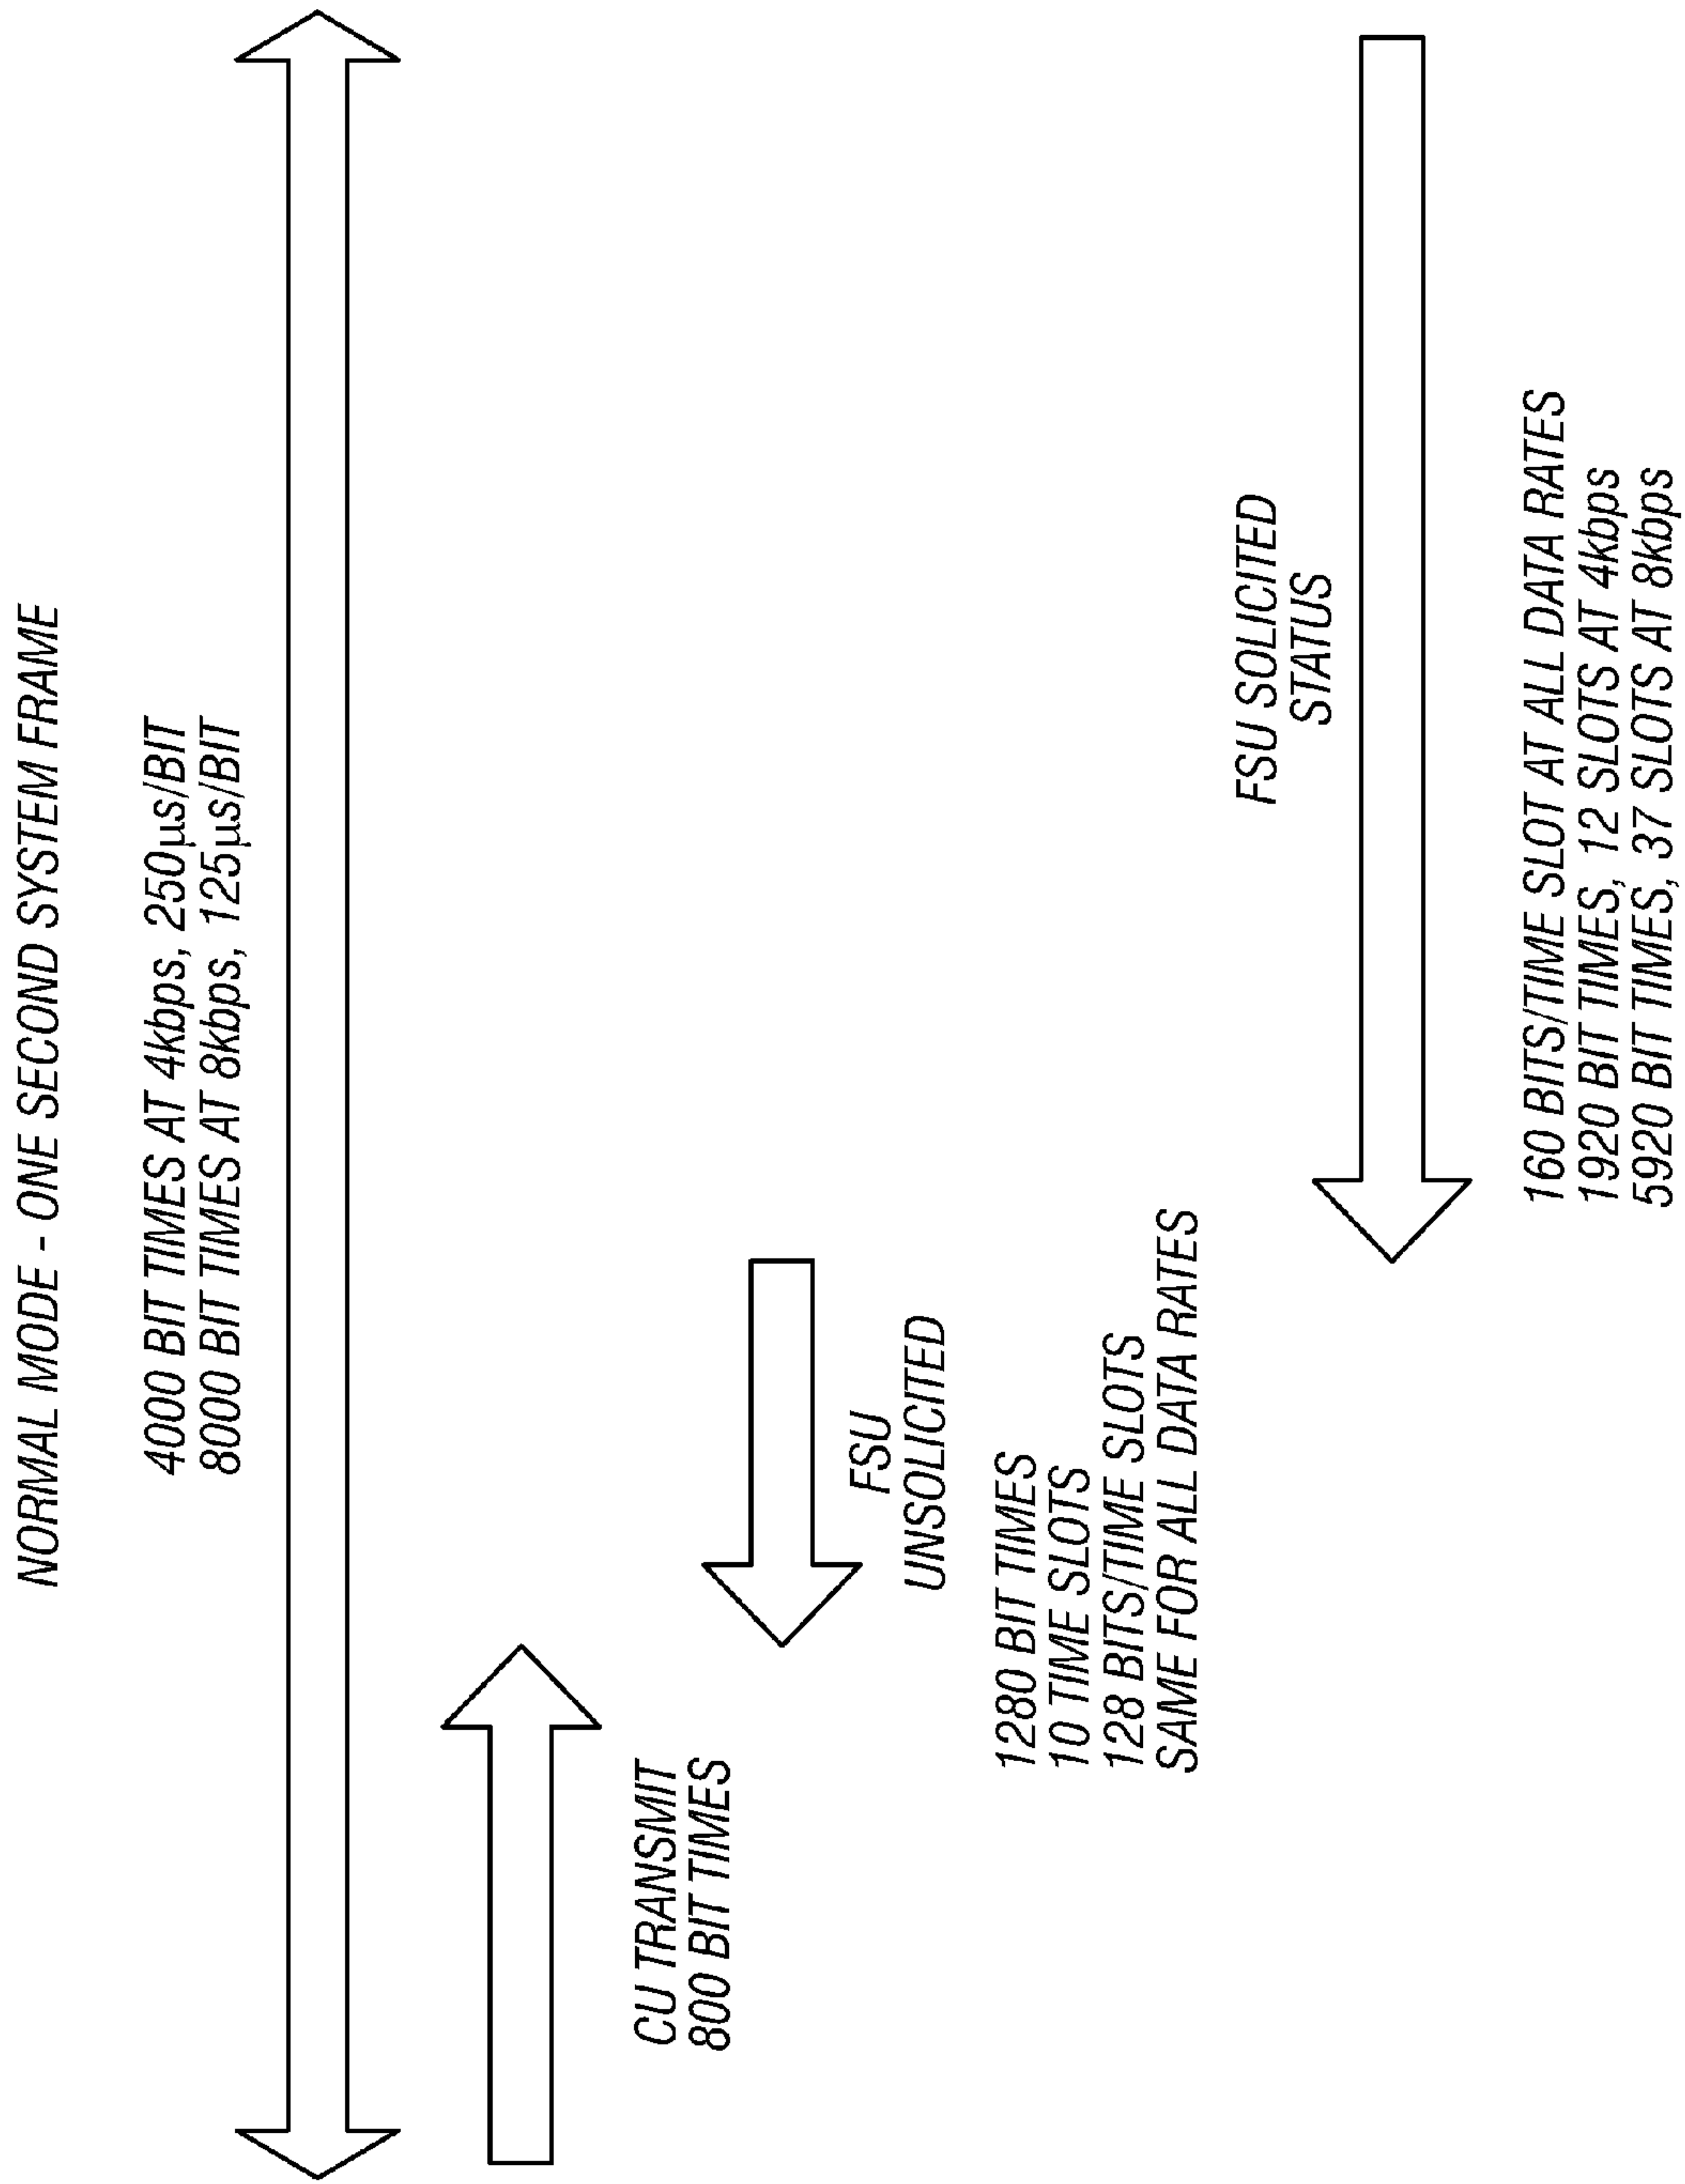 NORMAL MODE - ONE SECOND SYSTEM FRAME
4000 BIT TIMES AT 4kbps, 250µs/BIT
8000 BIT TIMES AT 8kbps, 125µs/BIT
CU TRANSMIT
800 BIT TIMES
FSU
UNSOLICITED
1280 BIT TIMES
10 TIME SLOTS
128 BITS/TIME SLOTS
SAME FOR ALL DATA RATES
FSU SOLICITED
STATUS
160 BITS/TIME SLOT AT ALL DATA RATES
1920 BIT TIMES, 12 SLOTS AT 4kbps
5920 BIT TIMES, 37 SLOTS AT 8kbps